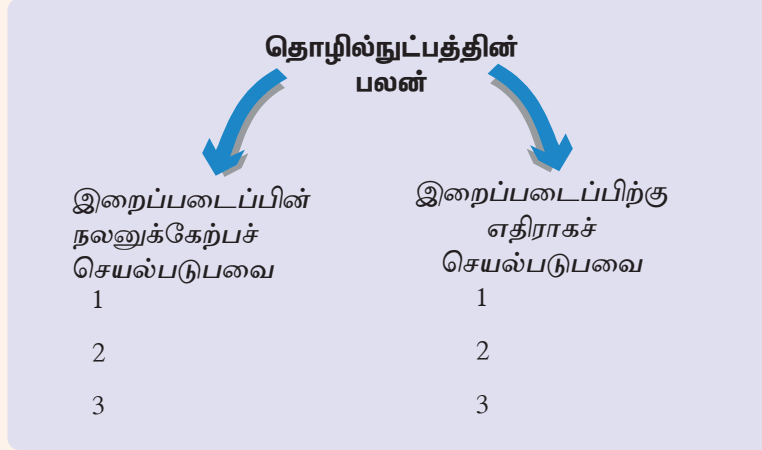 தொழில்நுட்பத்தின்
பலன்
இறைப்படைப்பின்
நலனுக்கேற்பச்
செயல்படுபவை
1
2
3
இறைப்படைப்பிற்கு
எதிராகச்
செயல்படுபவை
1
2
3